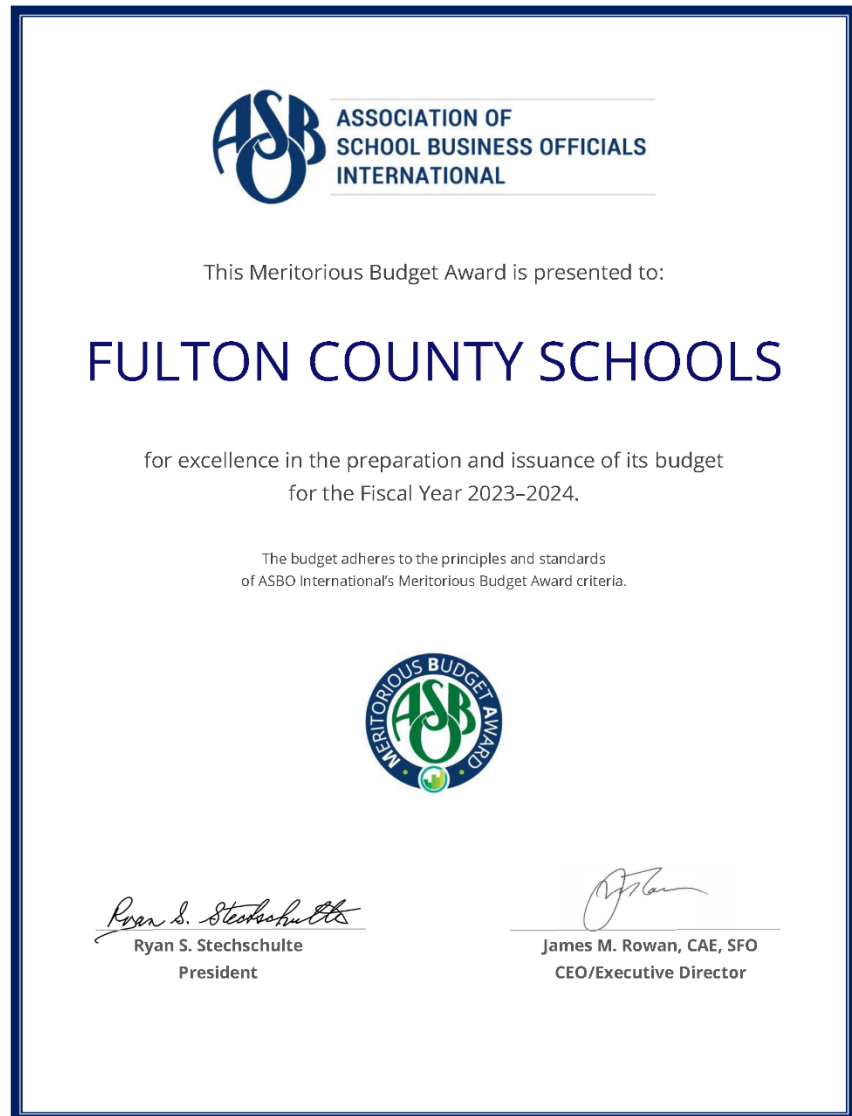 ASBO
ASSOCIATION OF
SCHOOL BUSINESS OFFICIALS
INTERNATIONAL
This Meritorious Budget Award is presented to:
FULTON COUNTY SCHOOLS
for excellence in the preparation and issuance of its budget
for the Fiscal Year 2023–2024.
The budget adheres to the principles and standards
of ASBO International's Meritorious Budget Award criteria.
MERITORIOUS BUDGET AWARD
ASBO
Ryan S. Stechschulte
Ryan S. Stechschulte
President
James M. Rowan, CAE, SFO
CEO/Executive Director